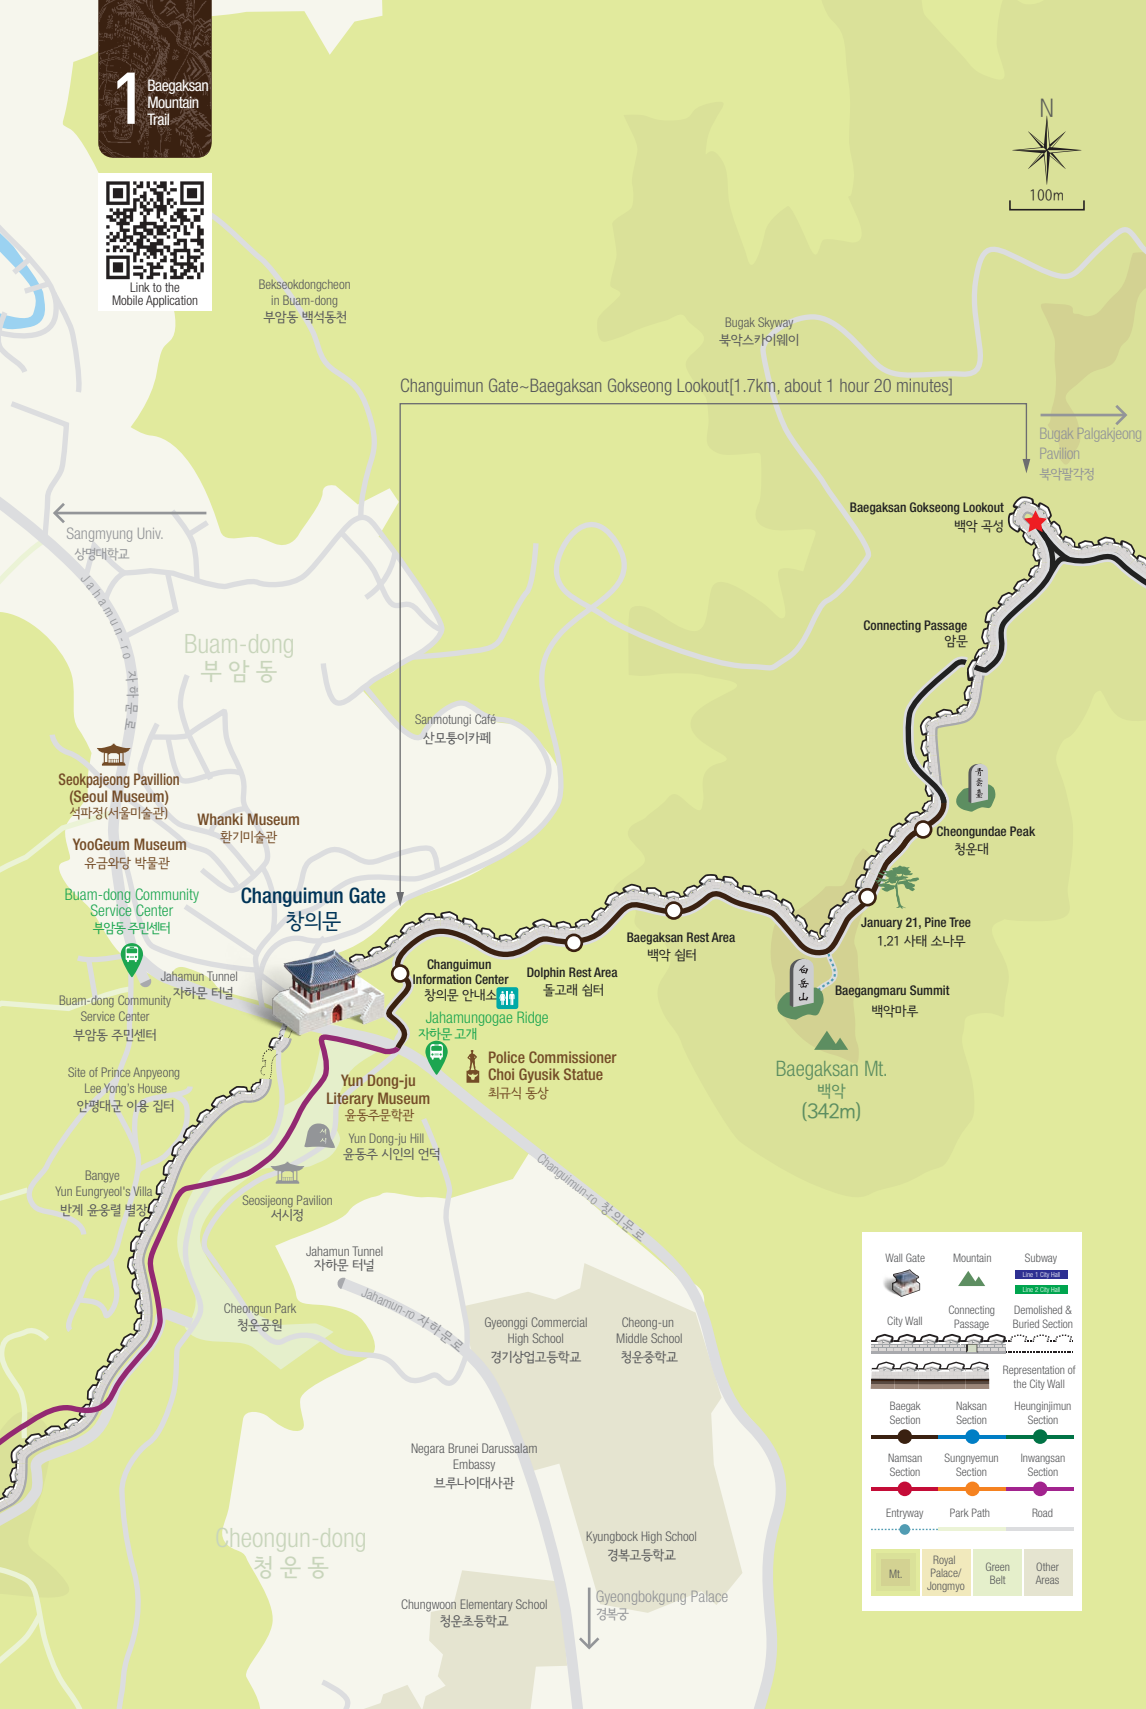 1
Baegaksan
Mountain
Trail
Link to the
Mobile Application
N
100m
Bekseokdongcheon
in Buam-dong
부암동 백석동천
Bugak Skyway
북악스카이웨이
Changuimun Gate~Baegaksan Gokseong Lookout[1.7km, about 1 hour 20 minutes]
Bugak Palgakjeong
Pavilion
북악팔각정
Baegaksan Gokseong Lookout
백악 곡성
Sangmyung Univ.
상명대학교
Jahamun-ro 자하문로
Buam-dong
부암동
Connecting Passage
암문
Sanmotungi Café
산모퉁이카페
Seokpajeong Pavillion
(Seoul Museum)
석파정(서울미술관)
Whanki Museum
환기미술관
YooGeum Museum
유금와당 박물관
青雲臺
Cheongundae Peak
청운대
Buam-dong Community
Service Center
부암동 주민센터
Changuimun Gate
창의문
January 21, Pine Tree
1.21 사태 소나무
Baegaksan Rest Area
백악 쉼터
Changuimun
Information Center
창의문 안내소
Dolphin Rest Area
돌고래 쉼터
Jahamun Tunnel
자하문 터널
白岳山
Baegangmaru Summit
백악마루
Buam-dong Community
Service Center
부암동 주민센터
Jahamungogae Ridge
자하문 고개
Baegaksan Mt.
백악
(342m)
Police Commissioner
Choi Gyusik Statue
최규식 동상
Site of Prince Anpyeong
Lee Yong's House
안평대군 이용 집터
Yun Dong-ju
Literary Museum
윤동주문학관
서시
Yun Dong-ju Hill
윤동주 시인의 언덕
Bangye
Yun Eungryeol's Villa
반계 윤웅렬 별장
Seosijeong Pavilion
서시정
Changuimun-ro 창의문로
Jahamun Tunnel
자하문 터널
Jahamun-ro 자하문로
Cheongun Park
청운공원
Gyeonggi Commercial
High School
경기상업고등학교
Cheong-un
Middle School
청운중학교
Negara Brunei Darussalam
Embassy
브루나이대사관
Cheongun-dong
청운동
Kyungbock High School
경복고등학교
Chungwoon Elementary School
청운초등학교
Gyeongbokgung Palace
경복궁
Wall Gate
Mountain
Subway
Line 1 City Hall
Line 2 City Hall
City Wall
Connecting
Passage
Demolished &
Buried Section
Representation of
the City Wall
Baegak
Section
Naksan
Section
Heunginjimun
Section
Namsan
Section
Sungnyemun
Section
Inwangsan
Section
Entryway
Park Path
Road
Mt.
Royal
Palace/
Jongmyo
Green
Belt
Other
Areas